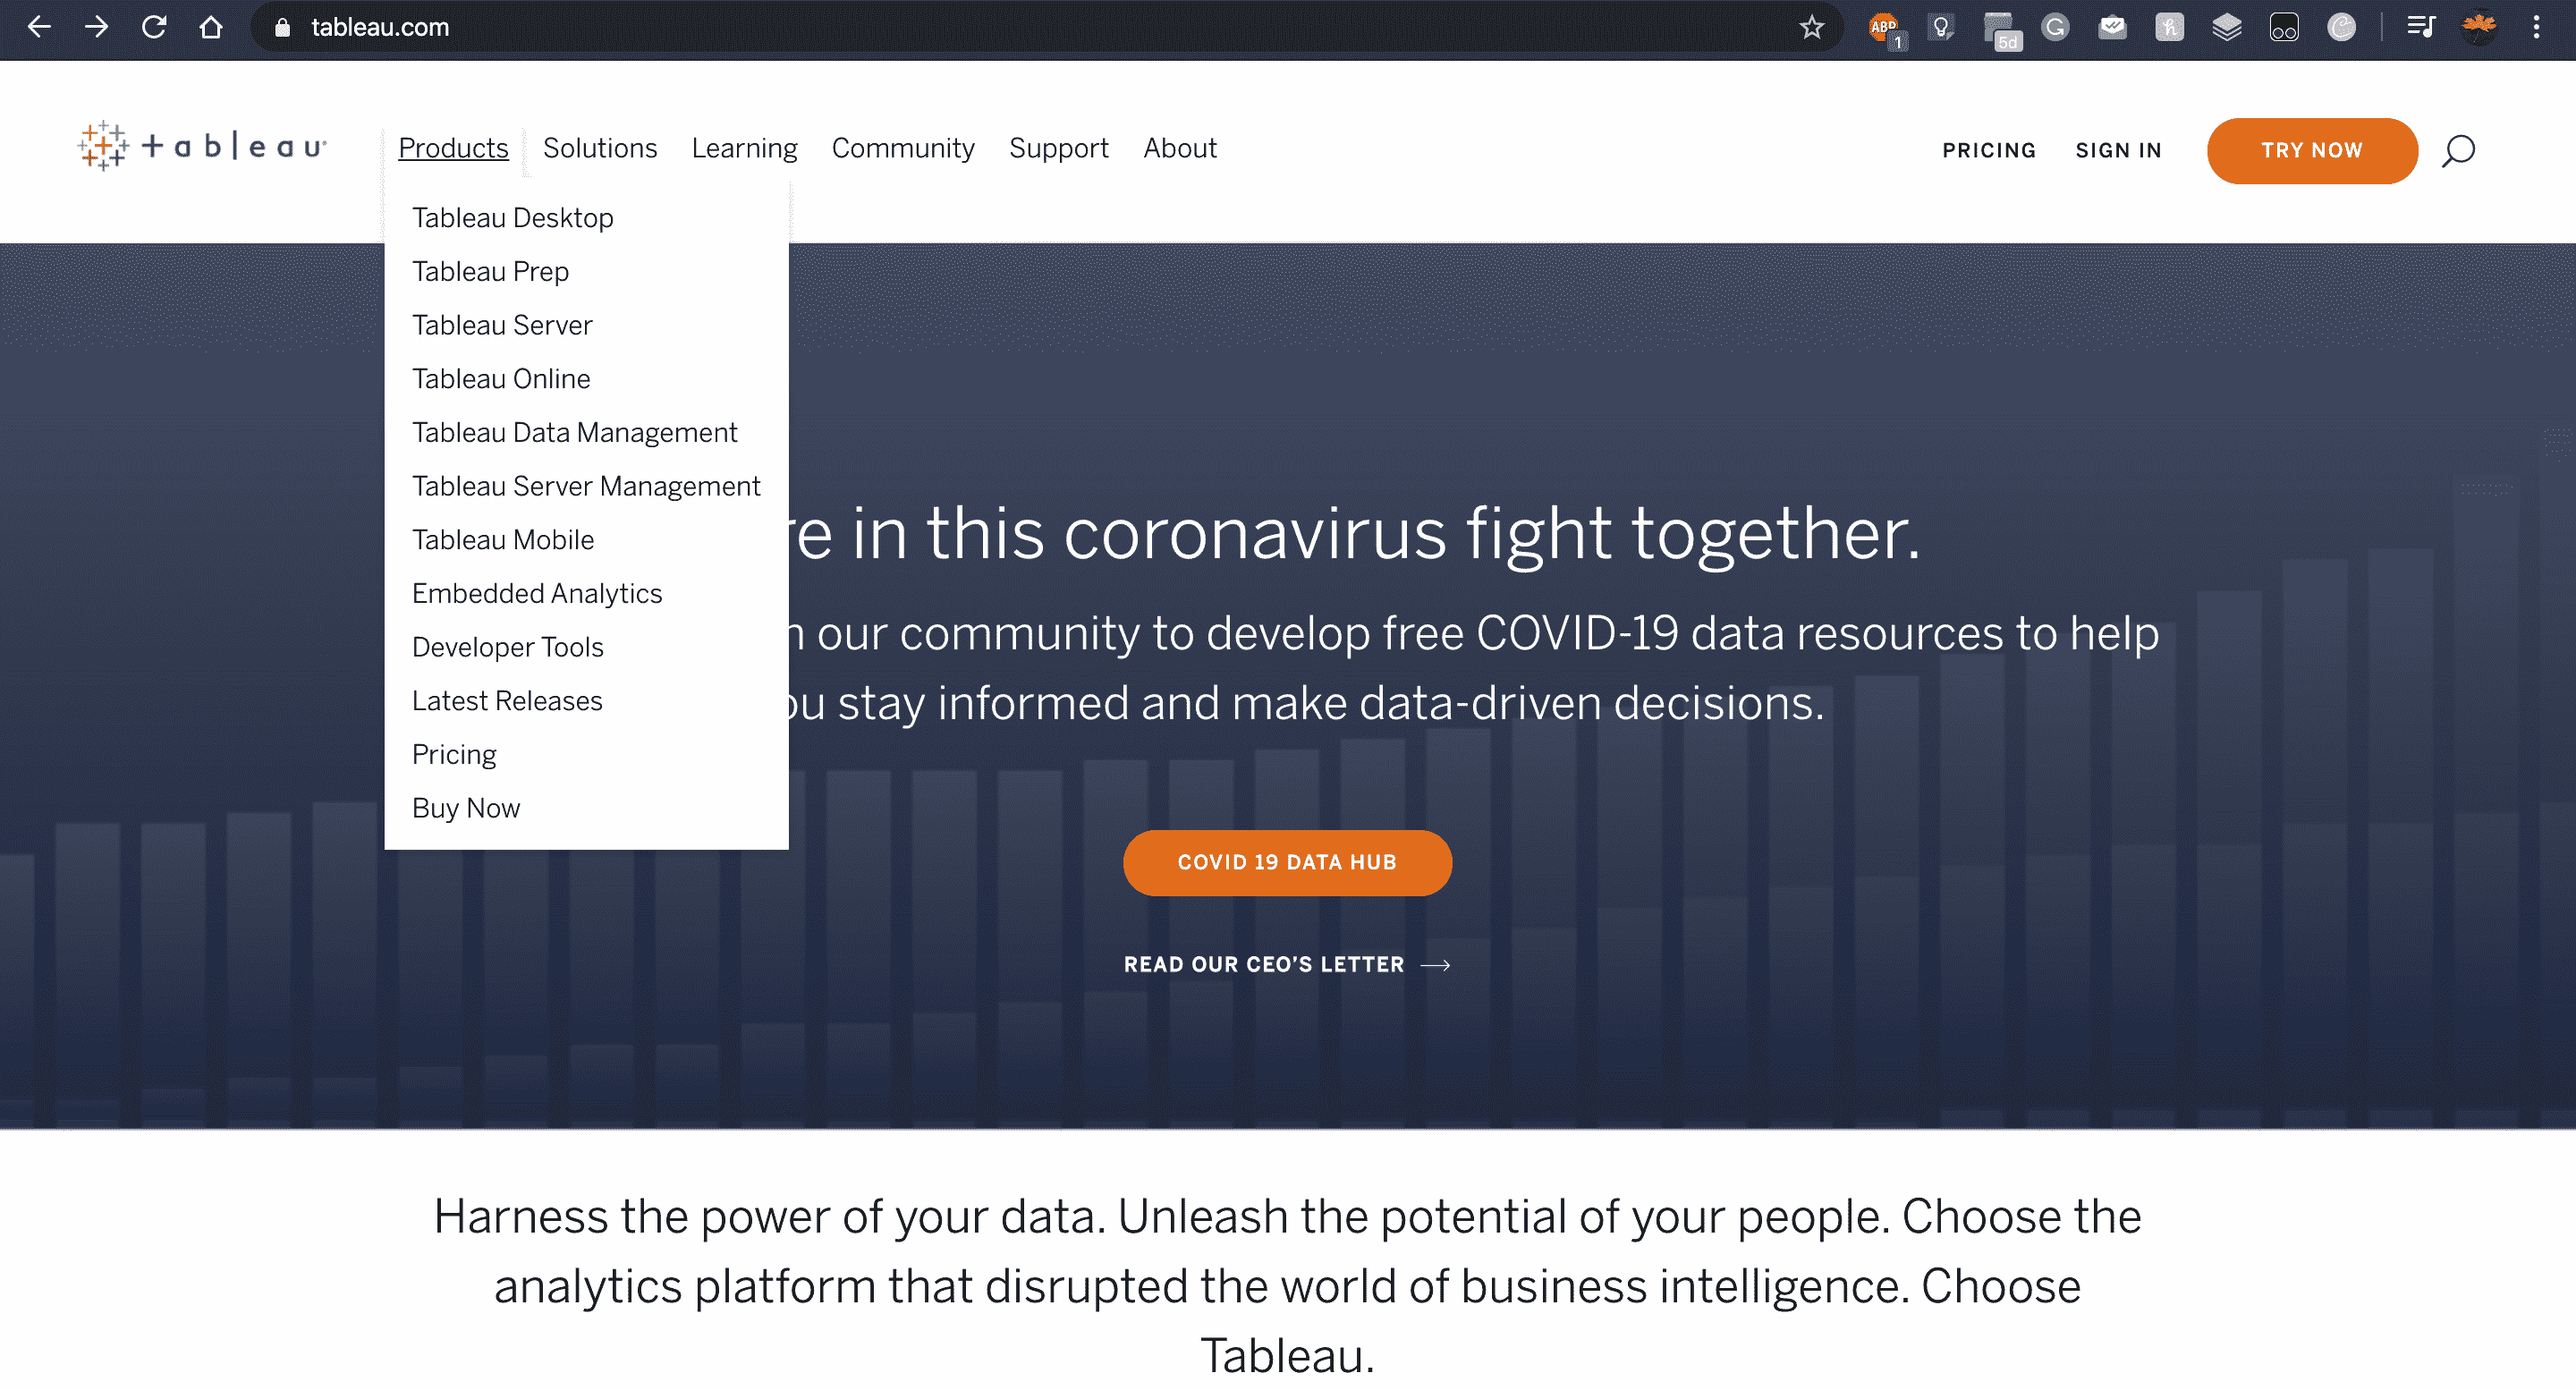 tableau.com
ABP
1
5d
tableau
Products
Solutions
Learning
Community
Support
About
PRICING
SIGN IN
TRY NOW
Tableau Desktop
Tableau Prep
Tableau Server
Tableau Online
Tableau Data Management
Tableau Server Management
Tableau Mobile
Embedded Analytics
Developer Tools
Latest Releases
Pricing
Buy Now
re in this coronavirus fight together.
our community to develop free COVID-19 data resources to help
ou stay informed and make data-driven decisions.
COVID 19 DATA HUB
READ OUR CEO’S LETTER
Harness the power of your data. Unleash the potential of your people. Choose the
analytics platform that disrupted the world of business intelligence. Choose
Tableau.